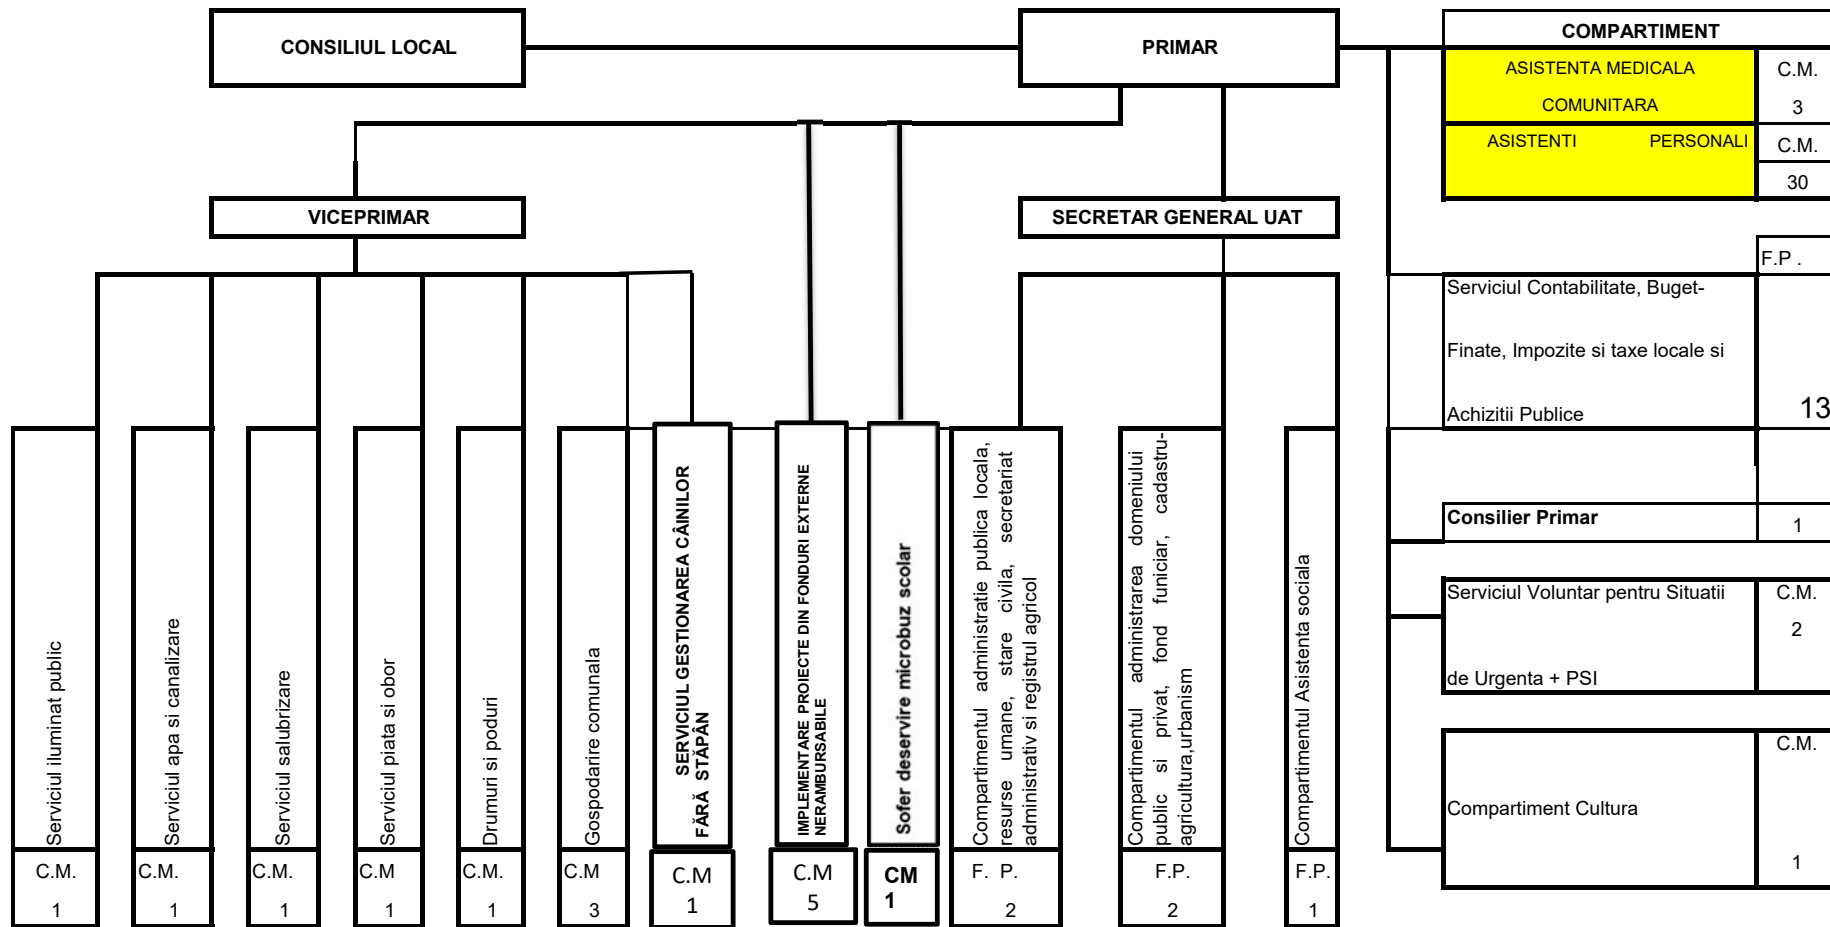 CONSILIUL LOCAL
PRIMAR
COMPARTIMENT
ASISTENTA MEDICALA
COMUNITARA
C.M.
3
ASISTENTI PERSONALI
C.M.
30
VICEPRIMAR
SECRETAR GENERAL UAT
F.P .
Serviciul Contabilitate, Buget-
Finate, Impozite si taxe locale si
Achizitii Publice
13
Consilier Primar
1
Serviciul Voluntar pentru Situatii
de Urgenta + PSI
C.M.
2
Compartiment Cultura
C.M.
1
Serviciul iluminat public
C.M.
1
Serviciul apa si canalizare
C.M.
1
Serviciul salubrizare
C.M.
1
Serviciul piata si obor
C.M
1
Drumuri si poduri
C.M.
1
Gospodarire comunala
C.M
3
SERVICIUL GESTIONAREA CÂINILOR
FĂRĂ STĂPÂN
C.M
1
IMPLEMENTARE PROIECTE DIN FONDURI EXTERNE
NERAMBURSABILE
C.M
5
Sofer deservire microbuz scolar
CM
1
Compartimentul administratie publica locala,
resurse umane, stare civila, secretariat
administrativ si registrul agricol
F. P.
2
Compartimentul administrarea domeniului
public si privat, fond funiciar, cadastru-
agricultura,urbanism
F.P.
2
Compartimentul Asistenta sociala
F.P.
1